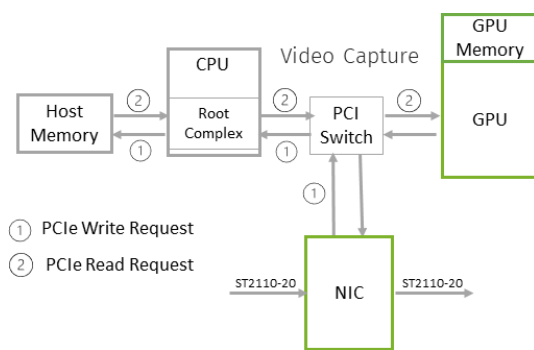 GPU
Memory
CPU
Video Capture
2
2
2
Host
Memory
Root
Complex
PCI
Switch
GPU
1
1
1
1 PCIe Write Request
2 PCIe Read Request
ST2110-20
NIC
ST2110-20